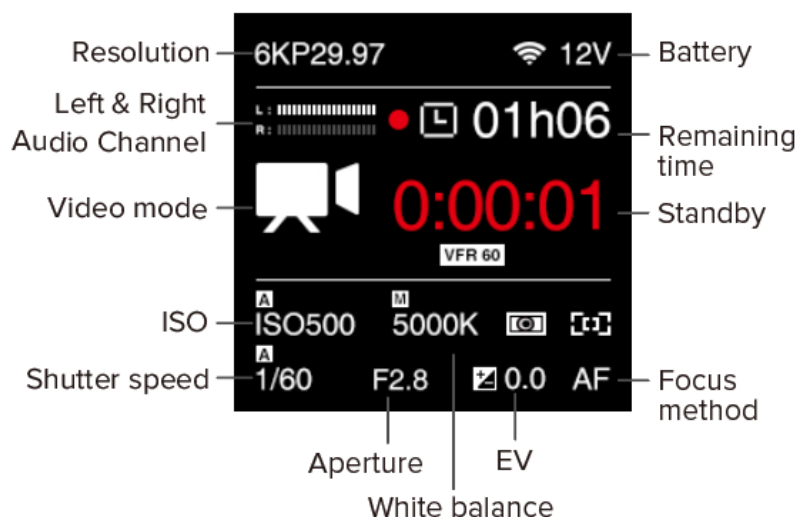 Resolution 6KP29.97 12V Battery
Left & Right
Audio Channel
L: 01h06
R:
Remaining
time
Video mode 0:00:01 Standby
VFR 60
A M
ISO ISO500 5000K
A
Shutter speed 1/60 F2.8 0.0 AF Focus
method
Aperture EV
White balance